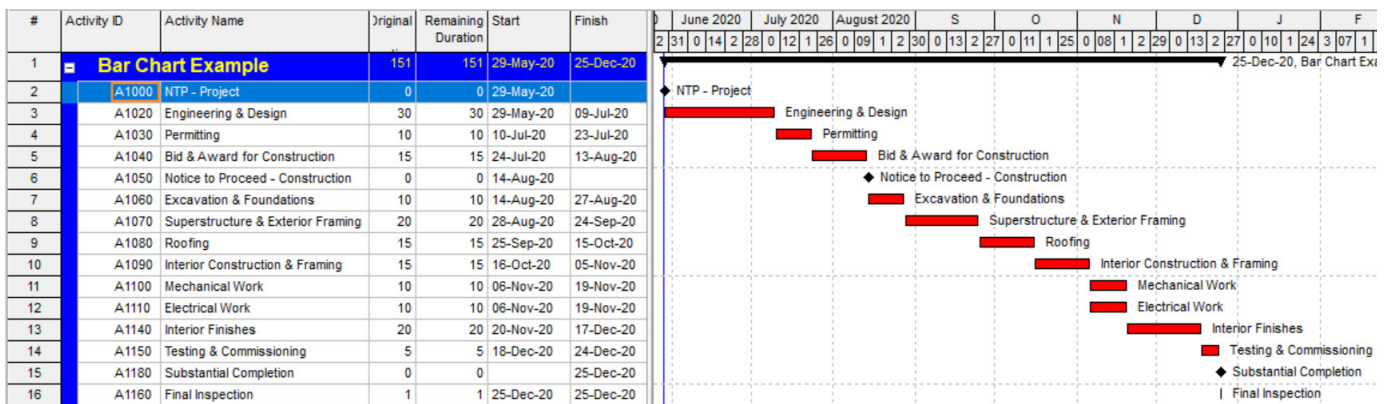 # Activity ID Activity Name Original Remaining Duration Start Finish
June 2020 July 2020 August 2020 S O N D J F
2 31 0 14 2 28 0 12 1 26 0 09 1 2 30 0 13 2 27 0 11 1 25 0 08 1 2 29 0 13 2 27 0 10 1 24 3 07 1
1 Bar Chart Example 151 151 29-May-20 25-Dec-20 25-Dec-20, Bar Chart Exa
2 A1000 NTP - Project 0 0 29-May-20 NTP - Project
3 A1020 Engineering & Design 30 30 29-May-20 09-Jul-20 Engineering & Design
4 A1030 Permitting 10 10 10-Jul-20 23-Jul-20 Permitting
5 A1040 Bid & Award for Construction 15 15 24-Jul-20 13-Aug-20 Bid & Award for Construction
6 A1050 Notice to Proceed - Construction 0 0 14-Aug-20 Notice to Proceed - Construction
7 A1060 Excavation & Foundations 10 10 14-Aug-20 27-Aug-20 Excavation & Foundations
8 A1070 Superstructure & Exterior Framing 20 20 28-Aug-20 24-Sep-20 Superstructure & Exterior Framing
9 A1080 Roofing 15 15 25-Sep-20 15-Oct-20 Roofing
10 A1090 Interior Construction & Framing 15 15 16-Oct-20 05-Nov-20 Interior Construction & Framing
11 A1100 Mechanical Work 10 10 06-Nov-20 19-Nov-20 Mechanical Work
12 A1110 Electrical Work 10 10 06-Nov-20 19-Nov-20 Electrical Work
13 A1140 Interior Finishes 20 20 20-Nov-20 17-Dec-20 Interior Finishes
14 A1150 Testing & Commissioning 5 5 18-Dec-20 24-Dec-20 Testing & Commissioning
15 A1180 Substantial Completion 0 0 25-Dec-20 Substantial Completion
16 A1160 Final Inspection 1 1 25-Dec-20 25-Dec-20 Final Inspection